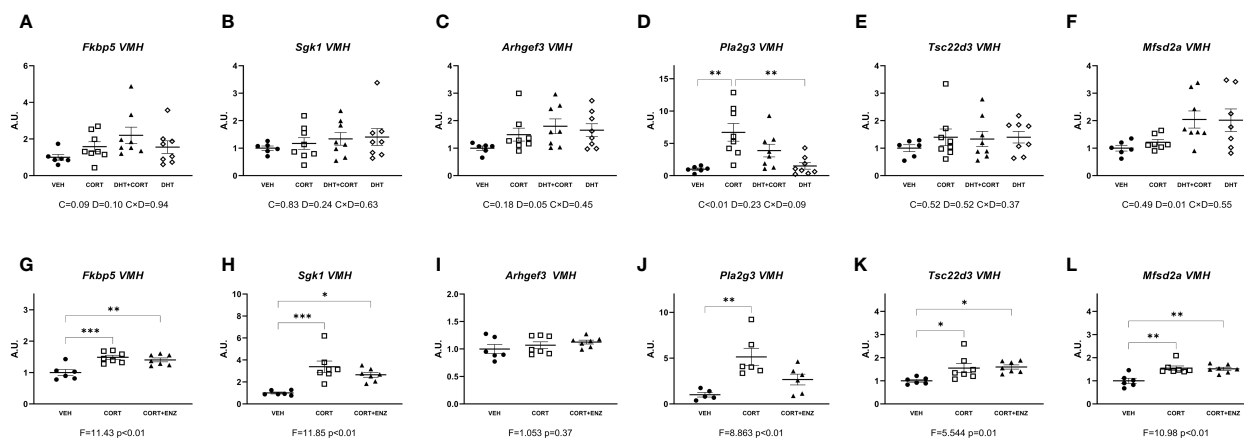 A B C D E F
Fkbp5 VMH Sgk1 VMH Arhgef3 VMH Pla2g3 VMH Tsc22d3 VMH Mfsd2a VMH
A.U. 0 2 4 6
VEH CORT DHT+CORT DHT
C=0.09 D=0.10 C×D=0.94
A.U. 0 1 2 3 4
VEH CORT DHT+CORT DHT
C=0.83 D=0.24 C×D=0.63
A.U. 0 1 2 3 4
VEH CORT DHT+CORT DHT
C=0.18 D=0.05 C×D=0.45
A.U. 0 5 10 15
** **
VEH CORT DHT+CORT DHT
C<0.01 D=0.23 C×D=0.09
A.U. 0 1 2 3 4
VEH CORT DHT+CORT DHT
C=0.52 D=0.52 C×D=0.37
A.U. 0 1 2 3 4
VEH CORT DHT+CORT DHT
C=0.49 D=0.01 C×D=0.55
G H I J K L
Fkbp5 VMH Sgk1 VMH Arhgef3 VMH Pla2g3 VMH Tsc22d3 VMH Mfsd2a VMH
A.U. 0 1 2 3
**
***
VEH CORT CORT+ENZ
F=11.43 p<0.01
A.U. 0 2 4 6 8 10
*
***
VEH CORT CORT+ENZ
F=11.85 p<0.01
A.U. 0.0 0.5 1.0 1.5 2.0
VEH CORT CORT+ENZ
F=1.053 p=0.37
A.U. 0 5 10
**
VEH CORT CORT+ENZ
F=8.863 p<0.01
A.U. 0 1 2 3 4
*
*
VEH CORT CORT+ENZ
F=5.544 p=0.01
A.U. 0 1 2 3 4
**
**
VEH CORT CORT+ENZ
F=10.98 p<0.01